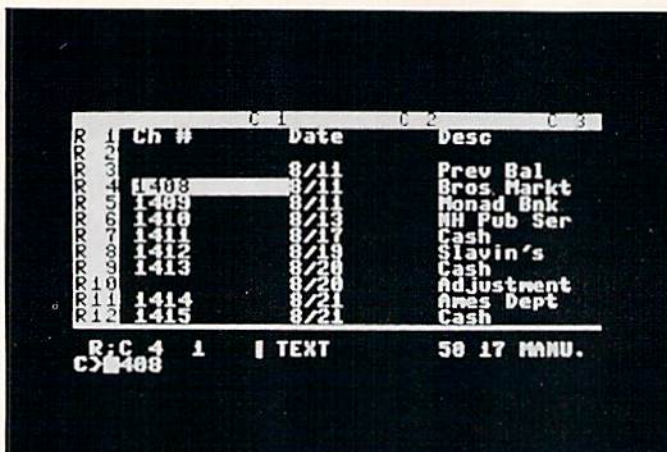 C 1 C 2 C 3
R 1 Ch # Date Desc
R 2
R 3 8/11 Prev Bal
R 4 1408 8/11 Bros Markt
R 5 1409 8/11 Monad Bnk
R 6 1410 8/13 NH Pub Ser
R 7 1411 8/17 Cash
R 8 1412 8/19 Slavin's
R 9 1413 8/20 Cash
R10 8/20 Adjustment
R11 1414 8/21 Ames Dept
R12 1415 8/21 Cash
R:C 4 1 TEXT 50 17 MANU.
C>1408